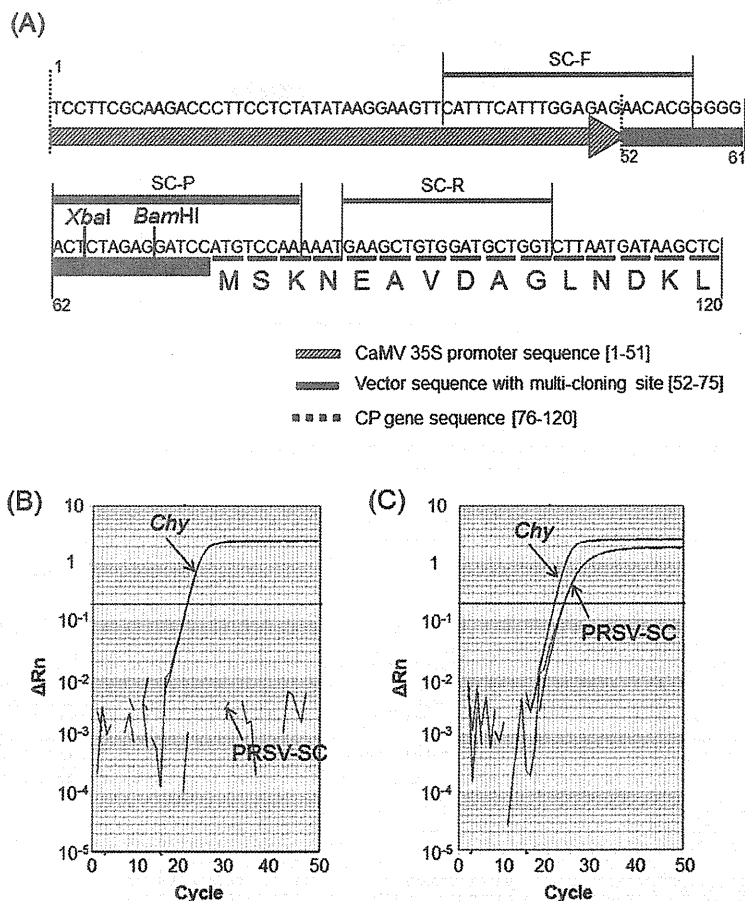 (A)
1
SC-F
TCCTTCGCAAGACCCTTCCTCTATATAAGGAAGTTCATTTCATTTGGAGAGAACACGGGGG
52 61
SC-P SC-R
XbaI BamHI
ACTCTAGAGGATCCATGTCCAAAAATGAAGCTGTGGATGCTGGTCTTAATGATAAGCTC
M S K N E A V D A G L N D K L
62 120
CaMV 35S promoter sequence [1-51]
Vector sequence with multi-cloning site [52-75]
CP gene sequence [76-120]
(B)
10
1
10-1
10-2
10-3
10-4
10-5
ΔRn
Chy
PRSV-SC
0 10 20 30 40 50
Cycle
(C)
10
1
10-1
10-2
10-3
10-4
10-5
ΔRn
Chy
PRSV-SC
0 10 20 30 40 50
Cycle